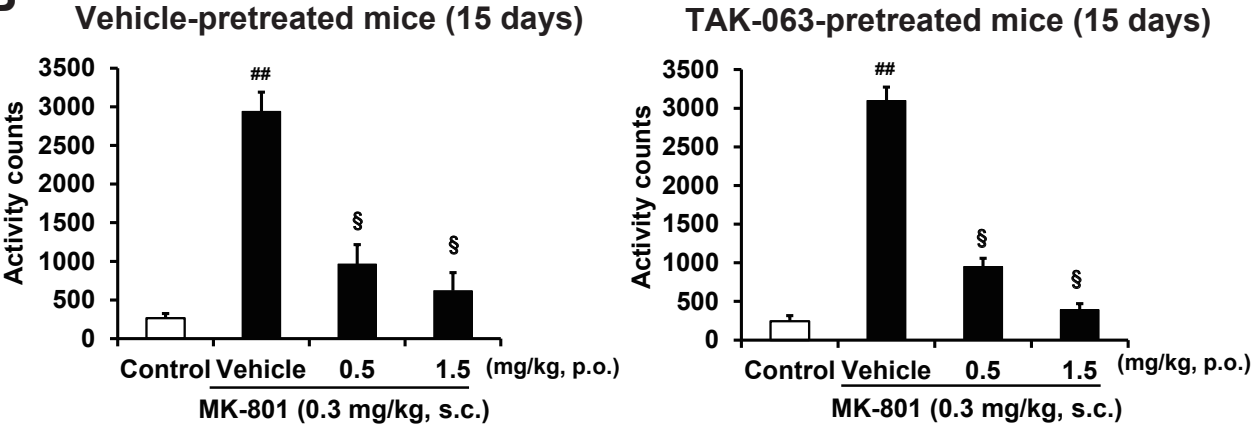 Vehicle-pretreated mice (15 days)
Activity counts
3500
3000
2500
2000
1500
1000
500
0
##
§
§
Control Vehicle 0.5 1.5 (mg/kg, p.o.)
MK-801 (0.3 mg/kg, s.c.)
TAK-063-pretreated mice (15 days)
Activity counts
3500
3000
2500
2000
1500
1000
500
0
##
§
§
Control Vehicle 0.5 1.5 (mg/kg, p.o.)
MK-801 (0.3 mg/kg, s.c.)